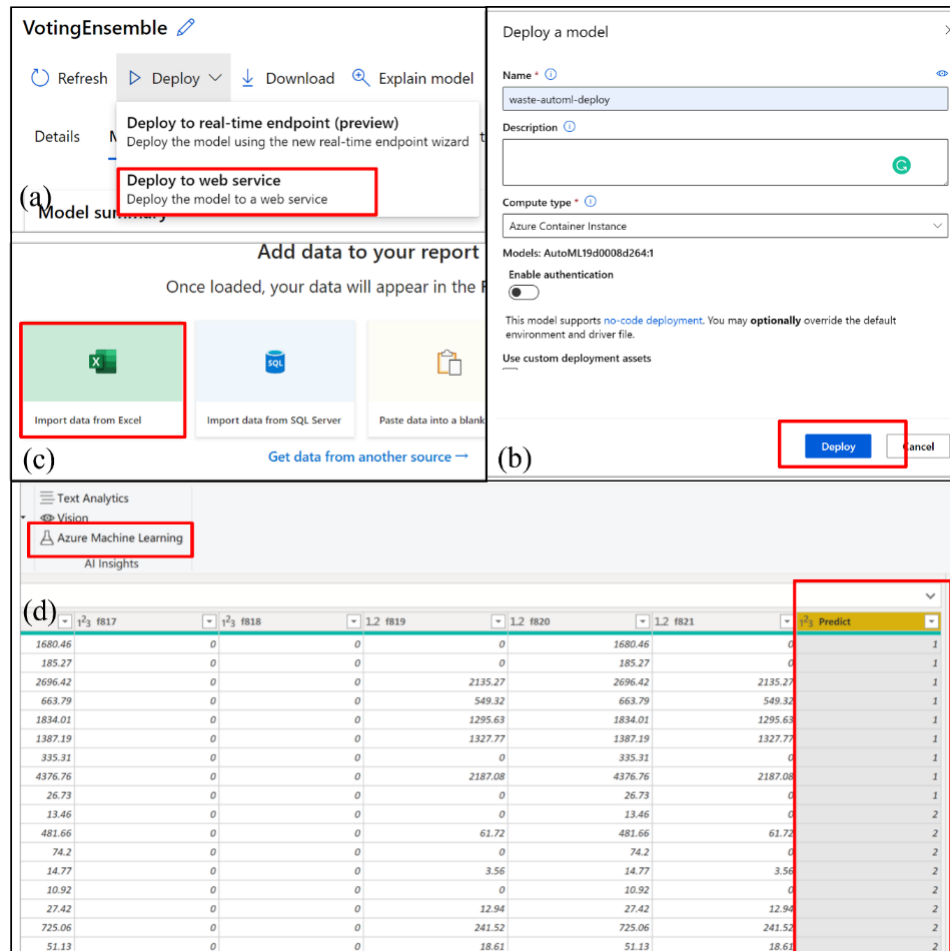 VotingEnsemble
Refresh Deploy Download Explain model
Deploy to real-time endpoint (preview)
Deploy the model using the new real-time endpoint wizard
Details
Deploy to web service
Deploy the model to a web service
(a)
Model summary
Deploy a model
Name *
waste-automl-deploy
Description
Compute type *
Azure Container Instance
Models: AutoML19d0008d264:1
Enable authentication
This model supports no-code deployment. You may optionally override the default
environment and driver file.
Use custom deployment assets
Deploy Cancel
(b)
Add data to your report
Once loaded, your data will appear in the
X SQL
Import data from Excel Import data from SQL Server Paste data into a blank
Get data from another source →
(c)
Text Analytics
Vision
Azure Machine Learning
AI Insights
(d)
1²3 f817 1²3 f818 1.2 f819 1.2 f820 1.2 f821 1²3 Predict
1680.46 0 0 0 1680.46 0 1
185.27 0 0 0 185.27 0 1
2696.42 0 0 2135.27 2696.42 2135.27 1
663.79 0 0 549.32 663.79 549.32 1
1834.01 0 0 1295.63 1834.01 1295.63 1
1387.19 0 0 1327.77 1387.19 1327.77 1
335.31 0 0 0 335.31 0 1
4376.76 0 0 2187.08 4376.76 2187.08 1
26.73 0 0 0 26.73 0 1
13.46 0 0 0 13.46 0 2
481.66 0 0 61.72 481.66 61.72 2
74.2 0 0 0 74.2 0 2
14.77 0 0 3.56 14.77 3.56 2
10.92 0 0 0 10.92 0 2
27.42 0 0 12.94 27.42 12.94 2
725.06 0 0 241.52 725.06 241.52 2
51.13 0 0 18.61 51.13 18.61 2